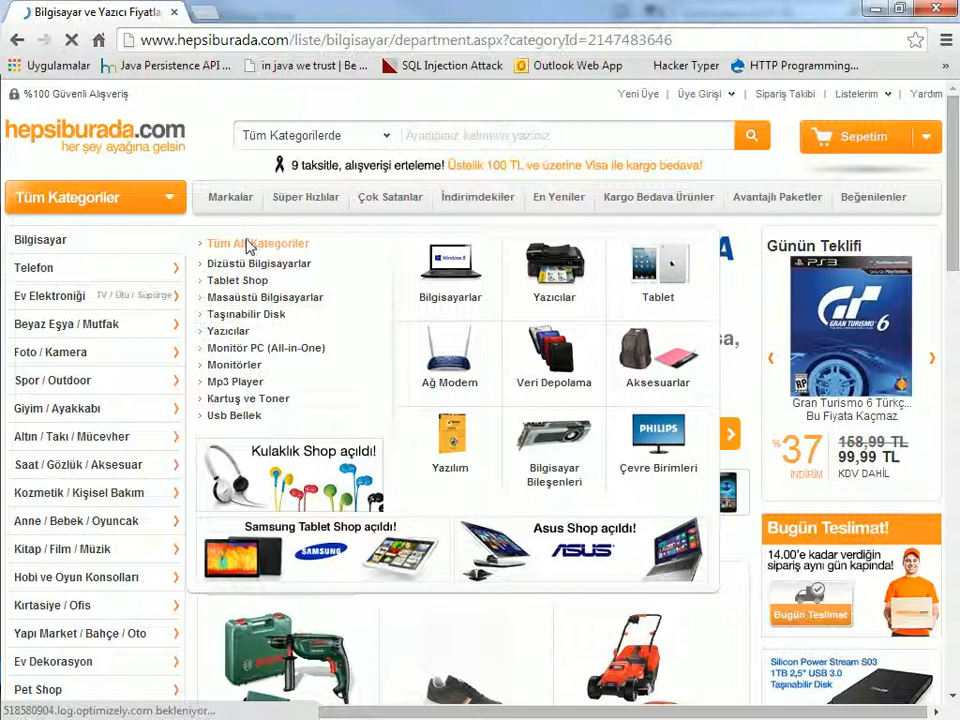 Bilgisayar ve Yazıcı Fiyatla
www.hepsiburada.com/liste/bilgisayar/department.aspx?categoryId=2147483646
Uygulamalar
Java Persistence API ...
in java we trust | Be ...
SQL Injection Attack
Outlook Web App
Hacker Typer
HTTP Programming...
»
%100 Güvenli Alışveriş
Yeni Üye | Üye Girişi | Sipariş Takibi | Listelerim | Yardım
hepsiburada.com
her şey ayağına gelsin
Tüm Kategorilerde
Aradığınız kelimeyi yazınız
Sepetim
9 taksitle, alışverişi erteleme! Üstelik 100 TL ve üzerine Visa ile kargo bedava!
Tüm Kategoriler
Markalar
Süper Hızlılar
Çok Satanlar
İndirimdekiler
En Yeniler
Kargo Bedava Ürünler
Avantajlı Paketler
Beğenilenler
Bilgisayar
Telefon
Ev Elektroniği TV / Ütü / Süpürge
Beyaz Eşya / Mutfak
Foto / Kamera
Spor / Outdoor
Giyim / Ayakkabı
Altın / Takı / Mücevher
Saat / Gözlük / Aksesuar
Kozmetik / Kişisel Bakım
Anne / Bebek / Oyuncak
Kitap / Film / Müzik
Hobi ve Oyun Konsolları
Kırtasiye / Ofis
Yapı Market / Bahçe / Oto
Ev Dekorasyon
Pet Shop
Tüm Alt Kategoriler
Dizüstü Bilgisayarlar
Tablet Shop
Masaüstü Bilgisayarlar
Taşınabilir Disk
Yazıcılar
Monitör PC (All-in-One)
Monitörler
Mp3 Player
Kartuş ve Toner
Usb Bellek
Windows 8
Bilgisayarlar
Yazıcılar
Tablet
Ağ Modem
Veri Depolama
Aksesuarlar
Yazılım
Bilgisayar
Bileşenleri
PHILIPS
Çevre Birimleri
Kulaklık Shop açıldı!
Samsung Tablet Shop açıldı!
SAMSUNG
Asus Shop açıldı!
ASUS
A
sa,
Günün Teklifi
PS3
GRAN TURISMO 6
RP
Gran Turismo 6 Türkç...
Bu Fiyata Kaçmaz
%37
İNDİRİM
158,99 TL
99,99 TL
KDV DAHİL
Bugün Teslimat!
14.00'e kadar verdiğin
sipariş aynı gün kapında!
Bugün Teslimat
Silicon Power Stream S03
1TB 2,5" USB 3.0
Taşınabilir Disk
518580904.log.optimizely.com bekleniyor...